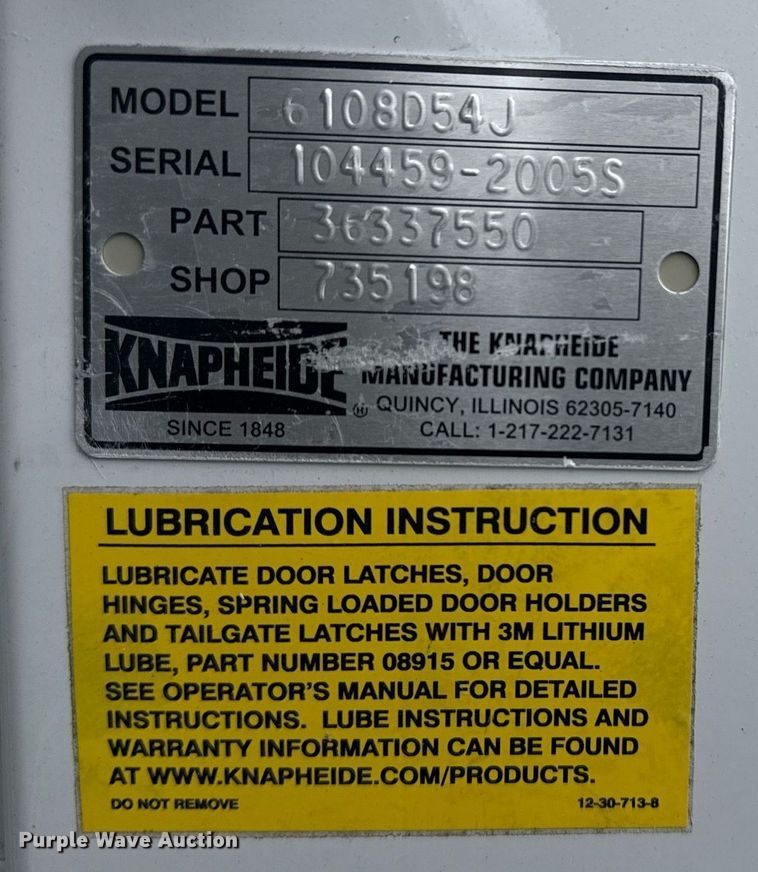 MODEL 6108D54J
SERIAL 104459-2005S
PART 36337550
SHOP 735198
KNAPHEIDE
SINCE 1848
THE KNAPHEIDE
MANUFACTURING COMPANY
® QUINCY, ILLINOIS 62305-7140
CALL: 1-217-222-7131
LUBRICATION INSTRUCTION
LUBRICATE DOOR LATCHES, DOOR
HINGES, SPRING LOADED DOOR HOLDERS
AND TAILGATE LATCHES WITH 3M LITHIUM
LUBE, PART NUMBER 08915 OR EQUAL.
SEE OPERATOR'S MANUAL FOR DETAILED
INSTRUCTIONS. LUBE INSTRUCTIONS AND
WARRANTY INFORMATION CAN BE FOUND
AT WWW.KNAPHEIDE.COM/PRODUCTS.
DO NOT REMOVE 12-30-713-8
Purple Wave Auction